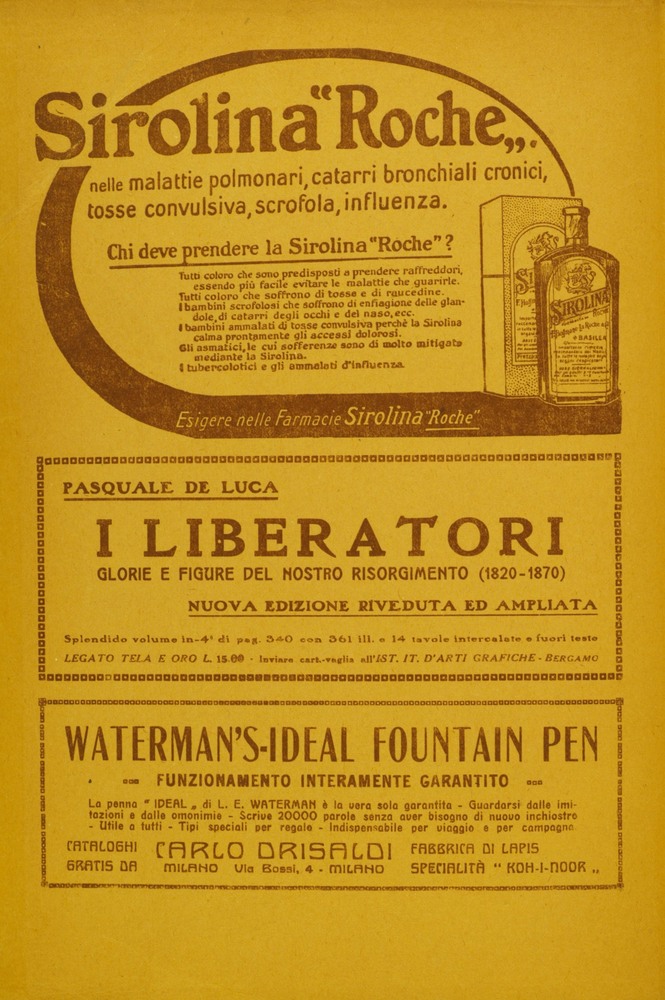 Sirolina "Roche„.
nelle malattie polmonari, catarri bronchiali cronici,
tosse convulsiva, scrofola, influenza.
Chi deve prendere la Sirolina "Roche"?
Tutti coloro che sono predisposti a prendere raffreddori,
essendo più facile evitare le malattie che guarirle.
Tutti coloro che soffrono di tosse e di raucedine.
I bambini scrofolosi che soffrono di enfiagione delle glan-
dole, di catarri degli occhi e del naso, ecc.
I bambini ammalati di tosse convulsiva perchè la Sirolina
calma prontamente gli accessi dolorosi.
Gli asmatici, le cui sofferenze sono di molto mitigate
mediante la Sirolina.
I tubercolotici e gli ammalati d'influenza.
SIROLINA
Esigere nelle Farmacie Sirolina "Roche"
PASQUALE DE LUCA
I LIBERATORI
GLORIE E FIGURE DEL NOSTRO RISORGIMENTO (1820-1870)
NUOVA EDIZIONE RIVEDUTA ED AMPLIATA
Splendido volume in-4° di pag. 340 con 361 ill. e 14 tavole intercalate e fuori testo
LEGATO TELA E ORO L. 15.00 - Inviare cart.-vaglia all'IST. IT. D'ARTI GRAFICHE - BERGAMO
WATERMAN'S-IDEAL FOUNTAIN PEN
FUNZIONAMENTO INTERAMENTE GARANTITO
La penna " IDEAL „ di L. E. WATERMAN è la vera sola garantita - Guardarsi dalle imi-
tazioni e dalle omonimie - Scrive 20000 parole senza aver bisogno di nuovo inchiostro
- Utile a tutti - Tipi speciali per regalo - Indispensabile per viaggio e per campagna
CATALOGHI CARLO DRISALDI FABBRICA DI LAPIS
GRATIS DA MILANO Via Bossi, 4 - MILANO SPECIALITÀ " KOH-I-NOOR „